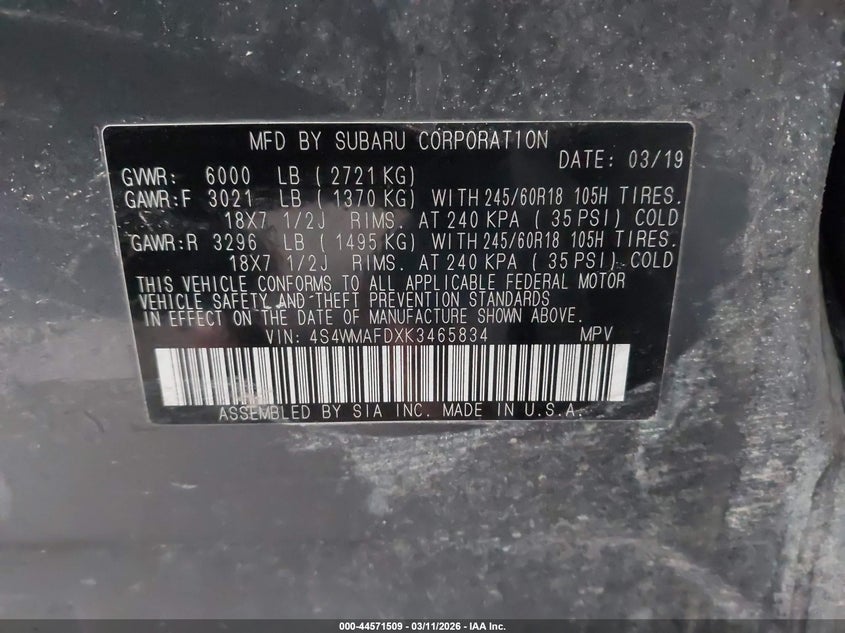 MFD BY SUBARU CORPORATION
DATE: 03/19
GVWR: 6000 LB ( 2721 KG)
GAWR:F 3021 LB ( 1370 KG) WITH 245/60R18 105H TIRES.
18X7 1/2J RIMS. AT 240 KPA ( 35 PSI) COLD
GAWR:R 3296 LB ( 1495 KG) WITH 245/60R18 105H TIRES.
18X7 1/2J RIMS. AT 240 KPA ( 35 PSI) COLD
THIS VEHICLE CONFORMS TO ALL APPLICABLE FEDERAL MOTOR
VEHICLE SAFETY AND THEFT PREVENTION STANDARDS
IN EFFECT ON THE DATE OF MANUFACTURE SHOWN ABOVE.
VIN: 4S4WMAFDXK3465834 MPV
ASSEMBLED BY SIA INC. MADE IN U.S.A.
000-44571509 - 03/11/2026 - IAA Inc.